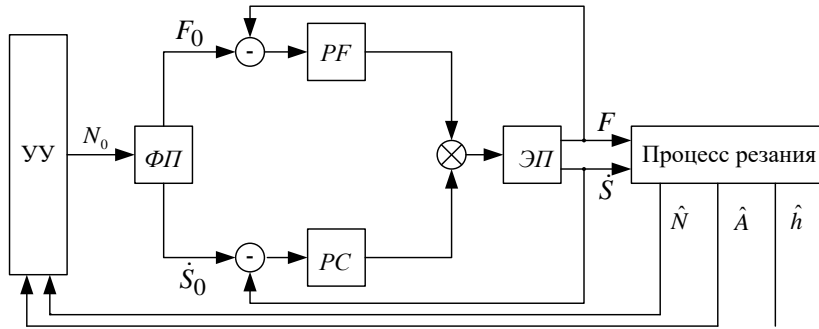 УУ
N₀
ФП
F₀
-
PF
Ṡ₀
-
PC
ЭП
F
Ṡ
Процесс резания
N̂
Â
ĥ